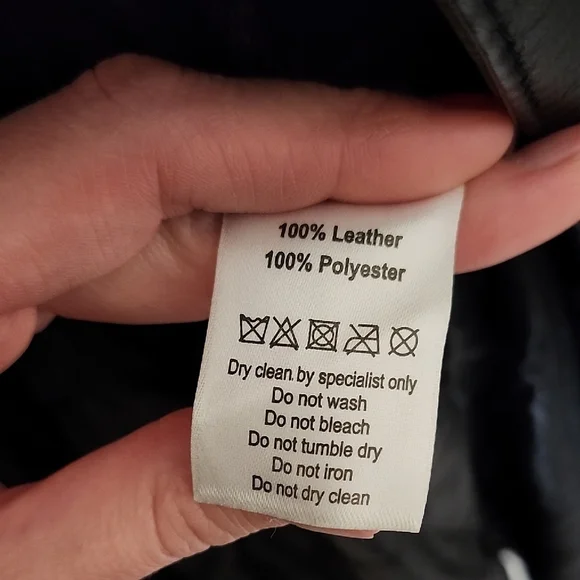 100% Leather
100% Polyester
Dry clean by specialist only
Do not wash
Do not bleach
Do not tumble dry
Do not iron
Do not dry clean